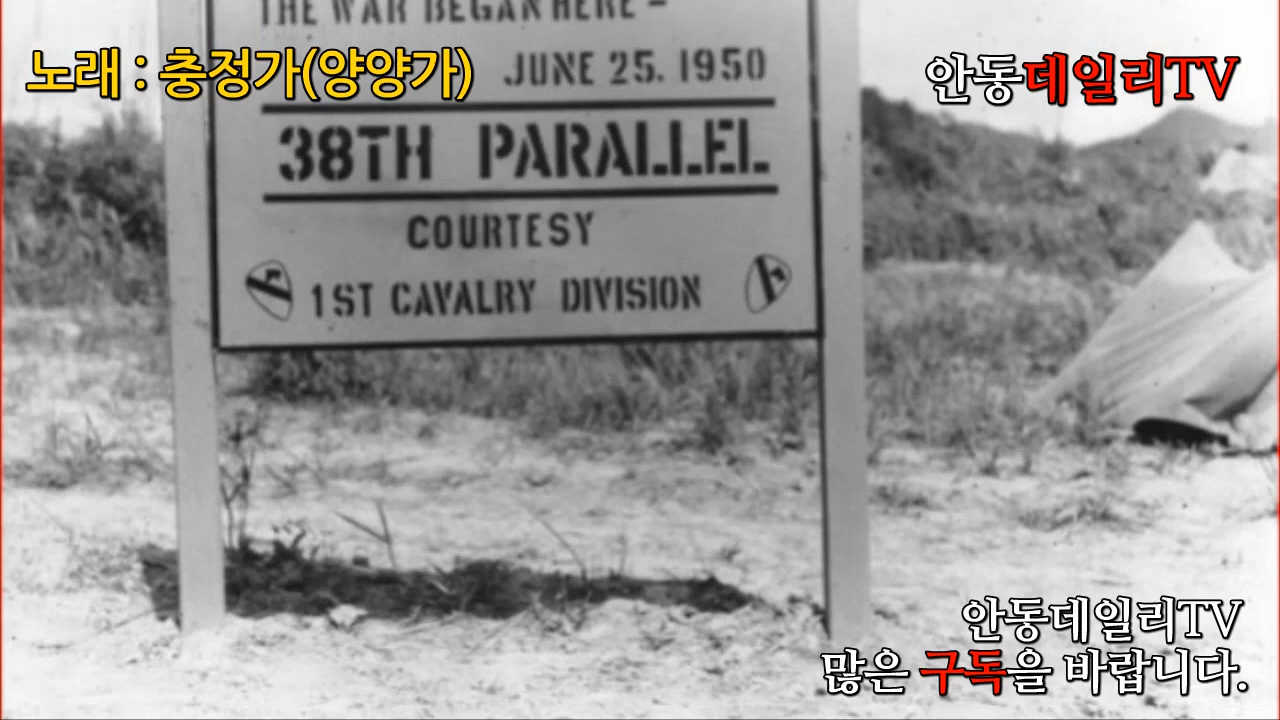 THE WAR BEGAN HERE –
노래 : 충정가(양양가)
JUNE 25. 1950
안동데일리TV
38TH PARALLEL
COURTESY
1ST CAVALRY DIVISION
안동데일리TV
많은 구독을 바랍니다.